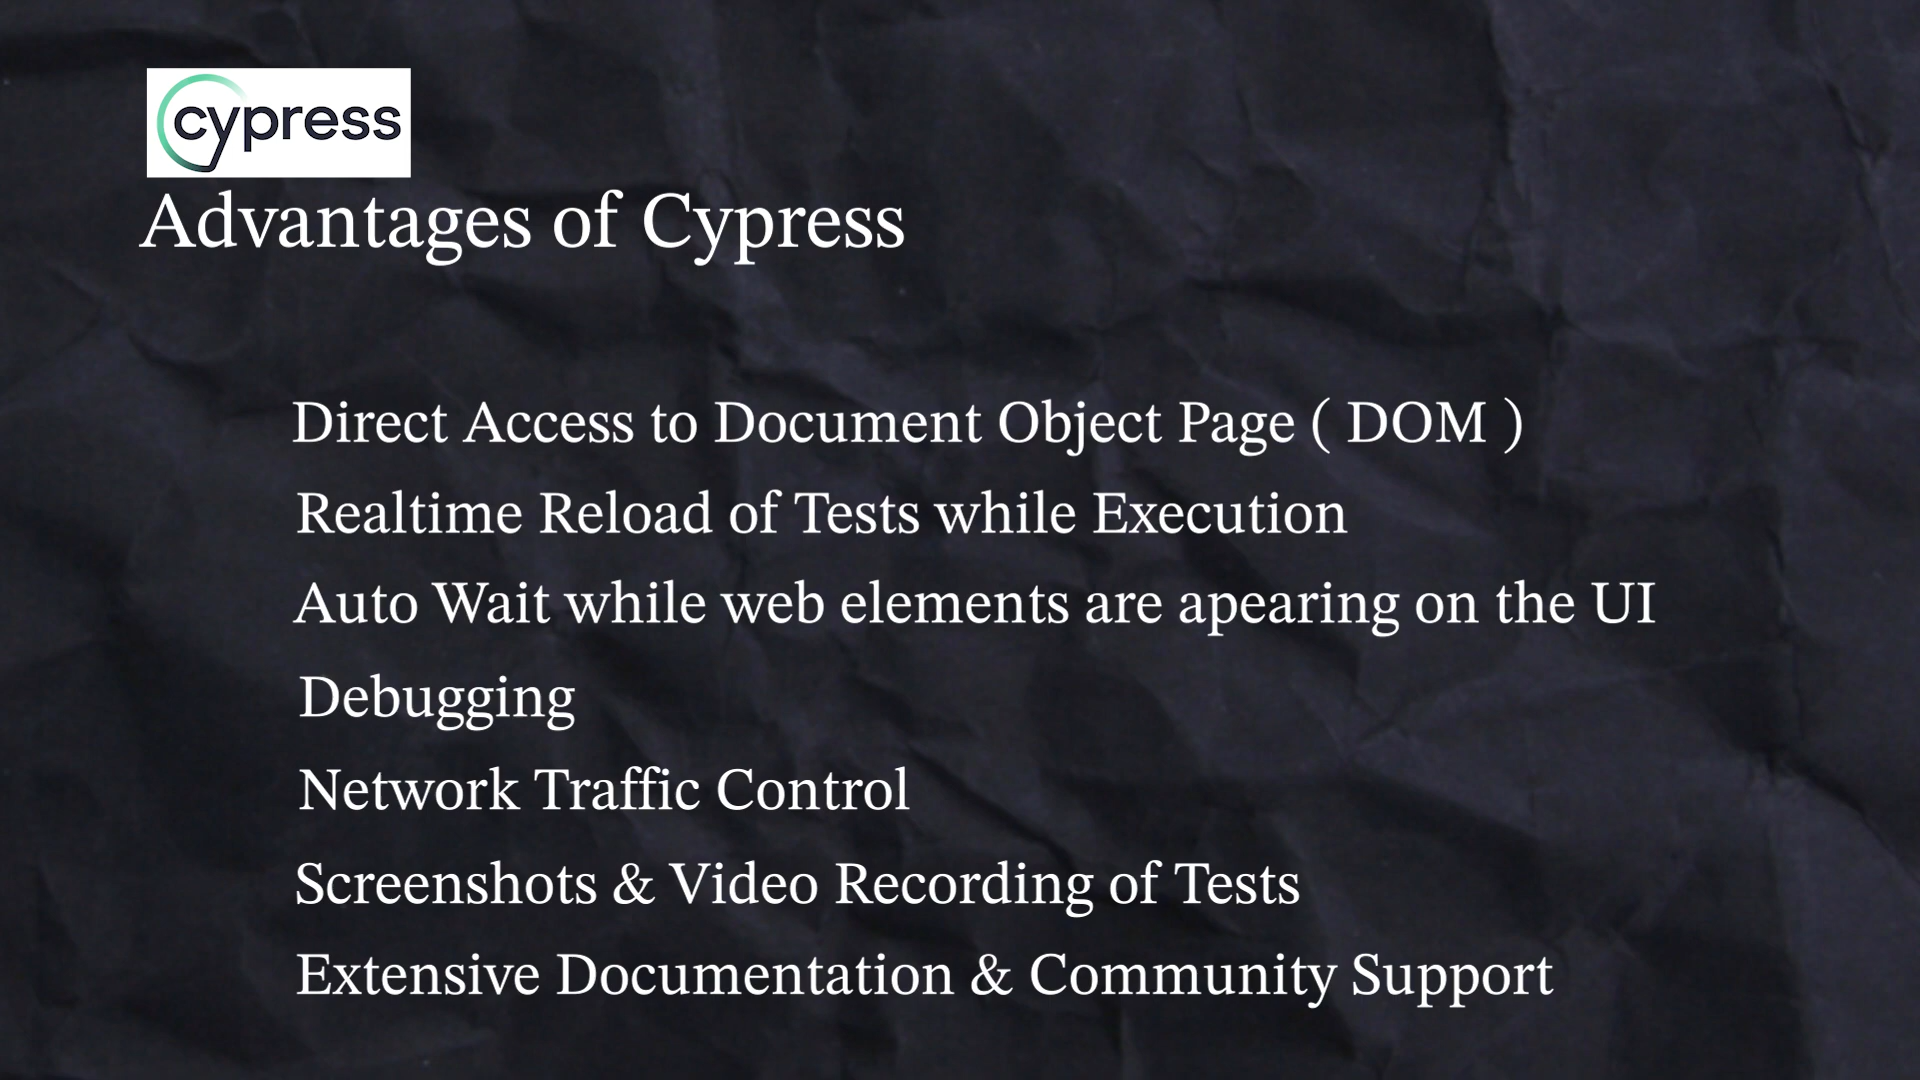 cypress
Advantages of Cypress
Direct Access to Document Object Page ( DOM )
Realtime Reload of Tests while Execution
Auto Wait while web elements are apearing on the UI
Debugging
Network Traffic Control
Screenshots & Video Recording of Tests
Extensive Documentation & Community Support